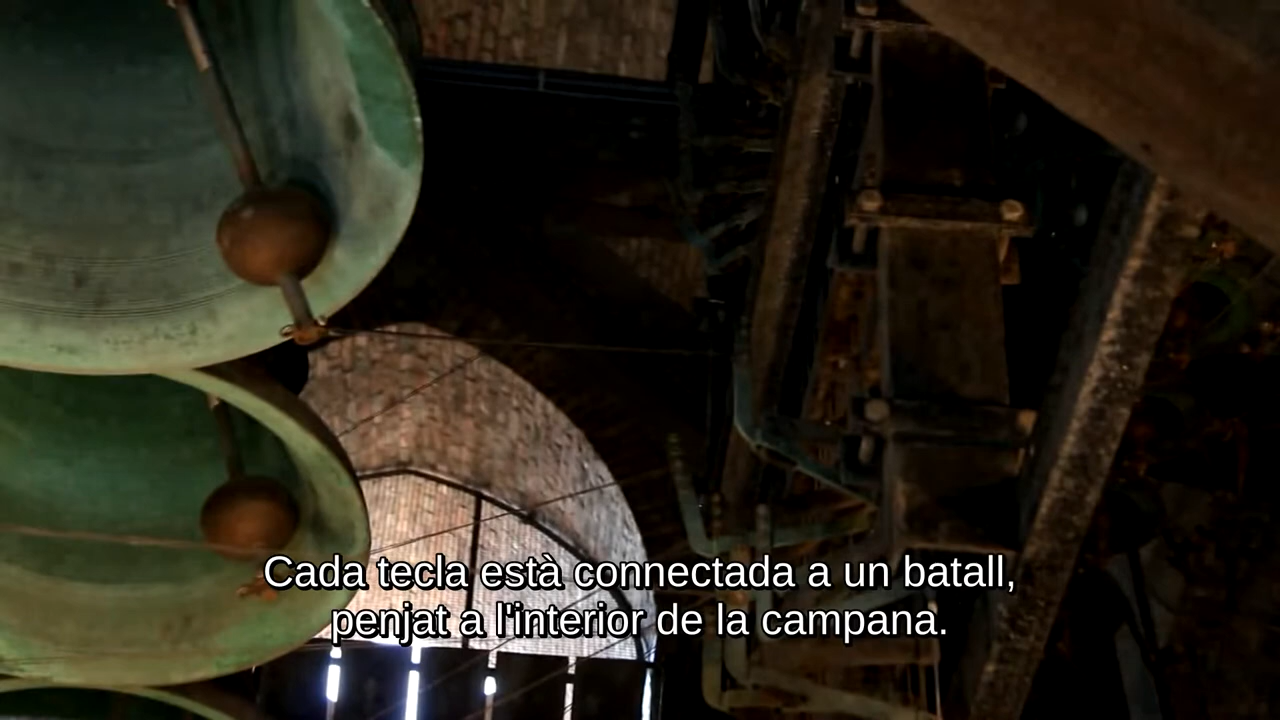 Cada tecla està connectada a un batall,
penjat a l'interior de la campana.